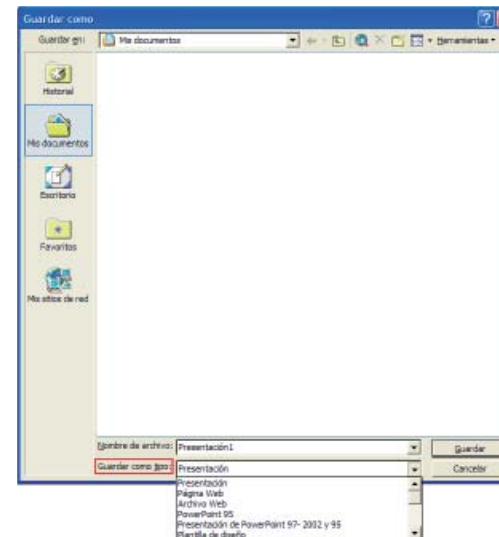 Guardar como
Guardar en: Mis documentos Herramientas
Historial
Mis documentos
Escritorio
Favoritos
Mis sitios de red
Nombre de archivo: Presentación1 Guardar
Guardar como tipo: Presentación Cancelar
Presentación
Página Web
Archivo Web
PowerPoint 95
Presentación de PowerPoint 97- 2002 y 95
Plantilla de diseño